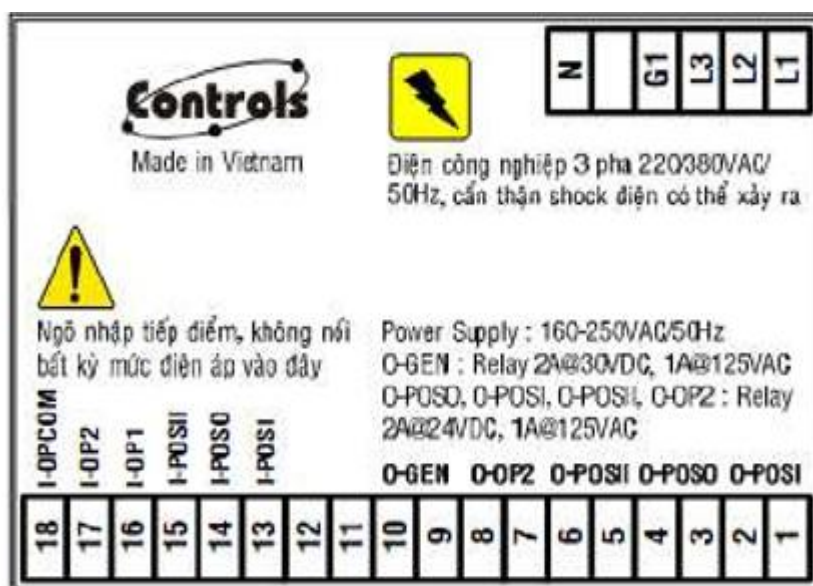 N G1 L3 L2 L1
Controls
Made in Vietnam
Điện công nghiệp 3 pha 220/380VAC/
50Hz, cẩn thận shock điện có thể xảy ra
Ngõ nhập tiếp điểm, không nối
bất kỳ mức điện áp vào đây
Power Supply : 160-250VAC/50Hz
O-GEN : Relay 2A@30VDC, 1A@125VAC
O-POSO, O-POSI, O-POSII, O-OP2 : Relay
2A@24VDC, 1A@125VAC
I-OPCOM I-OP2 I-OP1 I-POSII I-POSO I-POSI
O-GEN O-OP2 O-POSII O-POSO O-POSI
18 17 16 15 14 13 12 11 10 9 8 7 6 5 4 3 2 1